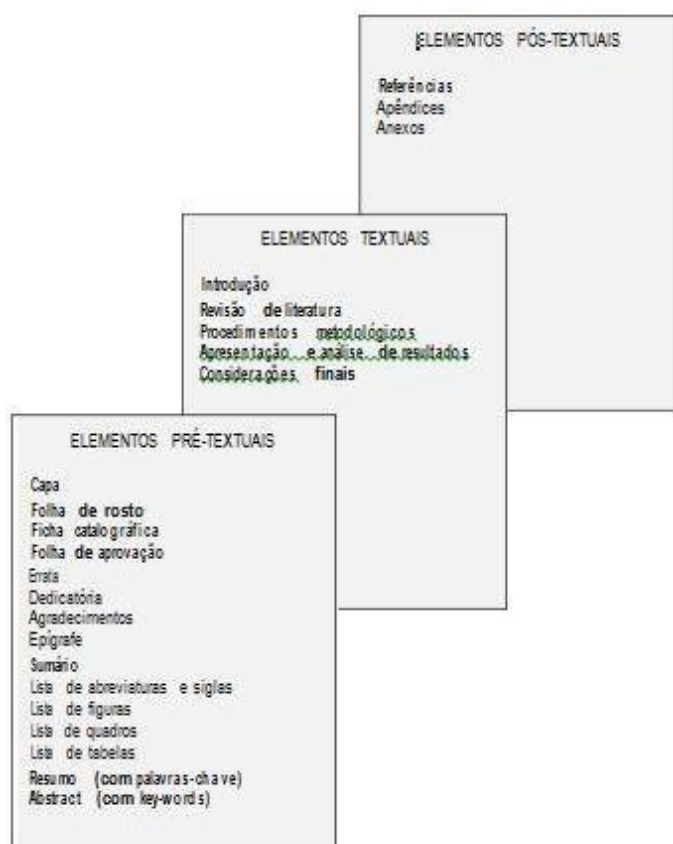 ELEMENTOS PÓS-TEXTUAIS
Referências
Apêndices
Anexos
ELEMENTOS TEXTUAIS
Introdução
Revisão de literatura
Procedimentos metodológicos
Apresentação e análise de resultados
Considerações finais
ELEMENTOS PRÉ-TEXTUAIS
Capa
Folha de rosto
Ficha catalográfica
Folha de aprovação
Errata
Dedicatória
Agradecimentos
Epígrafe
Sumário
Lista de abreviaturas e siglas
Lista de figuras
Lista de quadros
Lista de tabelas
Resumo (com palavras-chave)
Abstract (com key-words)